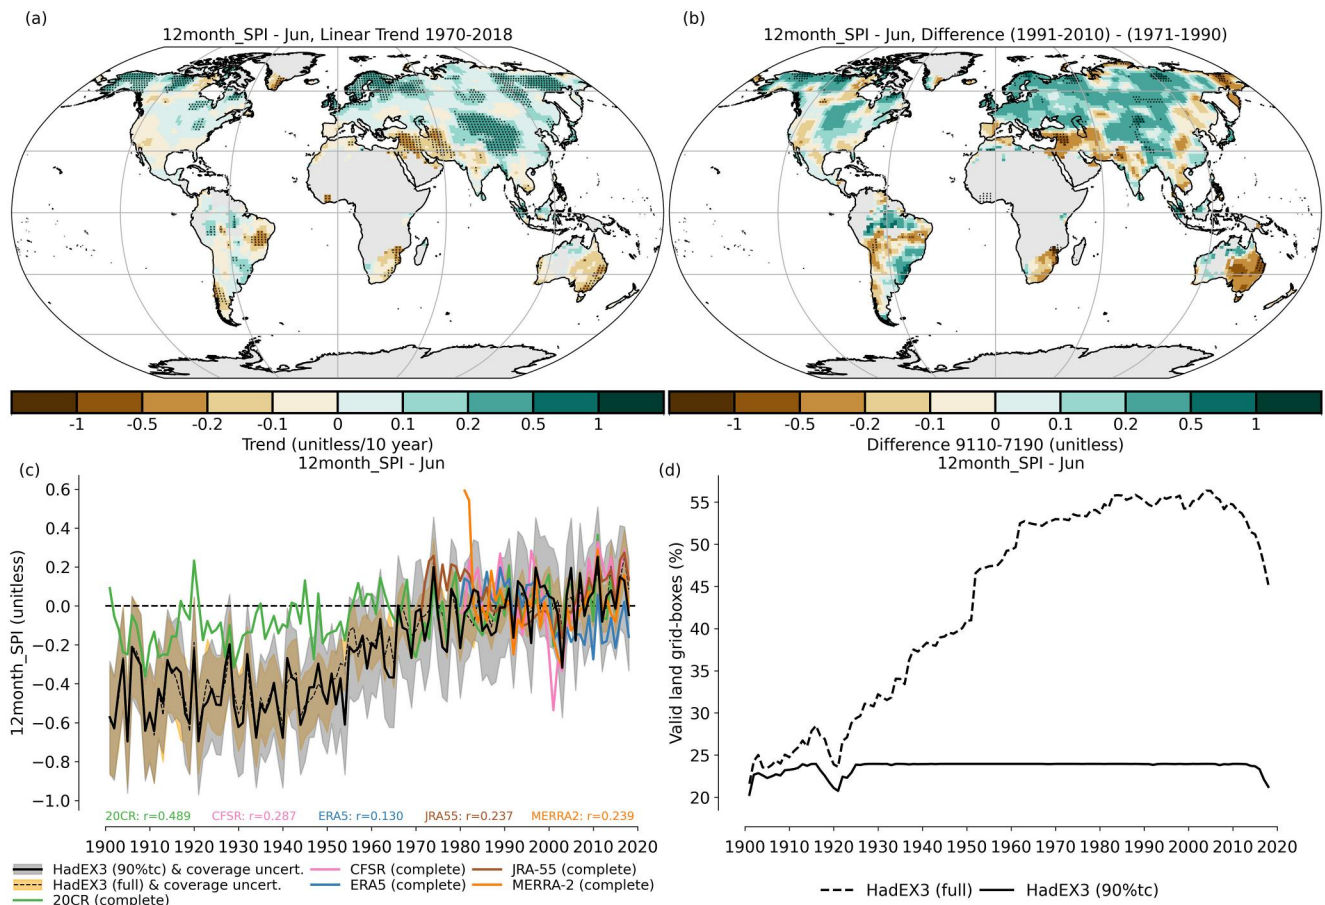 (a)
12month_SPI - Jun, Linear Trend 1970-2018
-1 -0.5 -0.2 -0.1 0 0.1 0.2 0.5 1
Trend (unitless/10 year)
(b)
12month_SPI - Jun, Difference (1991-2010) - (1971-1990)
-1 -0.5 -0.2 -0.1 0 0.1 0.2 0.5 1
Difference 9110-7190 (unitless)
(c)
12month_SPI - Jun
12month_SPI (unitless)
0.6
0.4
0.2
0.0
−0.2
−0.4
−0.6
−0.8
−1.0
20CR: r=0.489 CFSR: r=0.287 ERA5: r=0.130 JRA55: r=0.237 MERRA2: r=0.239
1900 1910 1920 1930 1940 1950 1960 1970 1980 1990 2000 2010 2020
HadEX3 (90%tc) & coverage uncert. CFSR (complete) JRA-55 (complete)
HadEX3 (full) & coverage uncert. ERA5 (complete) MERRA-2 (complete)
20CR (complete)
(d)
12month_SPI - Jun
Valid land grid-boxes (%)
55
50
45
40
35
30
25
20
1900 1910 1920 1930 1940 1950 1960 1970 1980 1990 2000 2010 2020
HadEX3 (full) HadEX3 (90%tc)